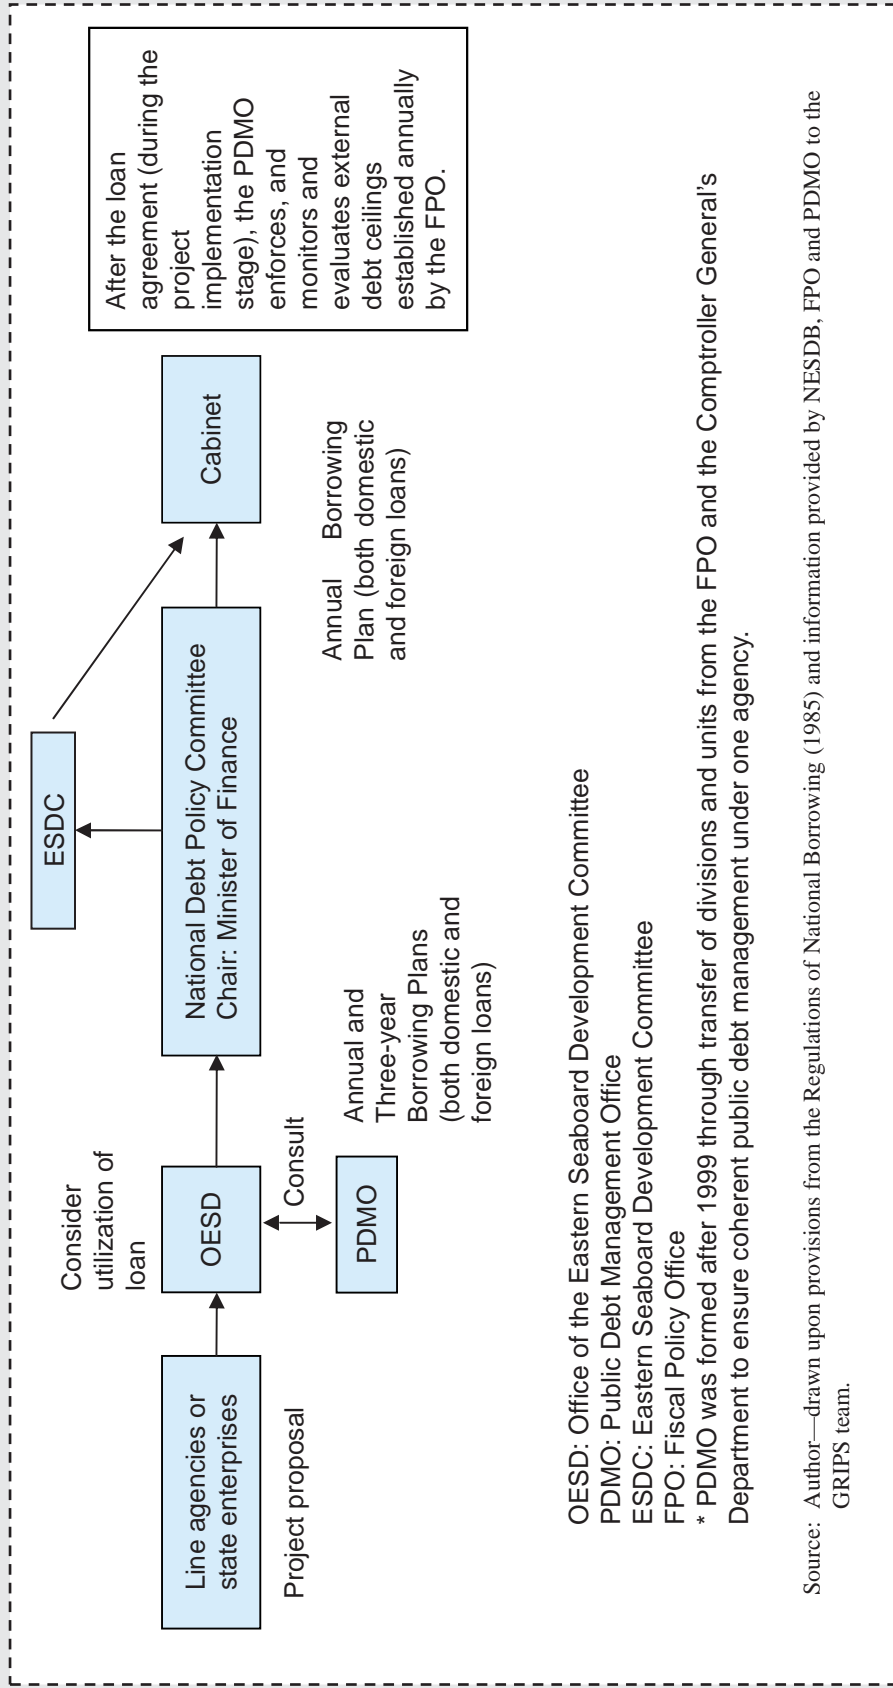 Line agencies or
state enterprises
Project proposal
Consider
utilization of
loan
OESD
Consult
PDMO
Annual and
Three-year
Borrowing Plans
(both domestic and
foreign loans)
ESDC
National Debt Policy Committee
Chair: Minister of Finance
Annual Borrowing
Plan (both domestic
and foreign loans)
Cabinet
After the loan
agreement (during the
project
implementation
stage), the PDMO
enforces, and
monitors and
evaluates external
debt ceilings
established annually
by the FPO.
OESD: Office of the Eastern Seaboard Development Committee
PDMO: Public Debt Management Office
ESDC: Eastern Seaboard Development Committee
FPO: Fiscal Policy Office
* PDMO was formed after 1999 through transfer of divisions and units from the FPO and the Comptroller General's
Department to ensure coherent public debt management under one agency.
Source: Author—drawn upon provisions from the Regulations of National Borrowing (1985) and information provided by NESDB, FPO and PDMO to the
GRIPS team.